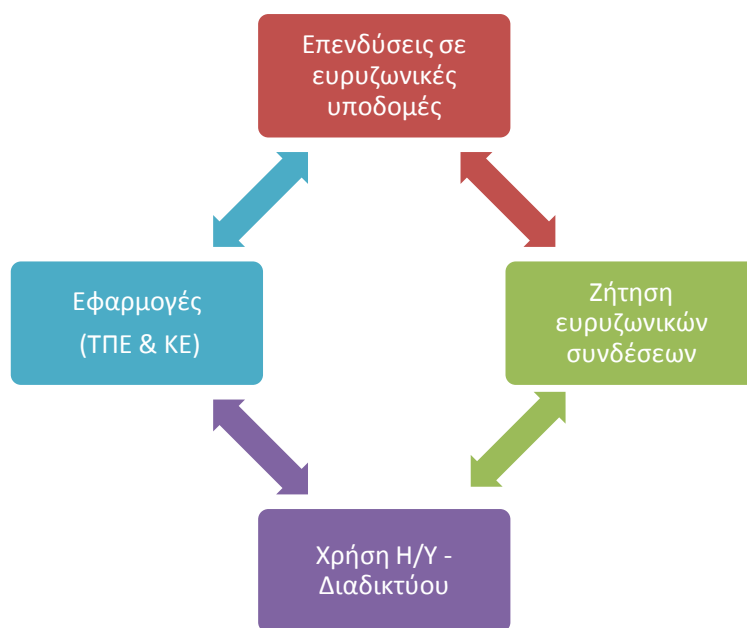 Επενδύσεις σε
ευρυζωνικές
υποδομές
Εφαρμογές
(ΤΠΕ & ΚΕ)
Ζήτηση
ευρυζωνικών
συνδέσεων
Χρήση Η/Υ -
Διαδικτύου